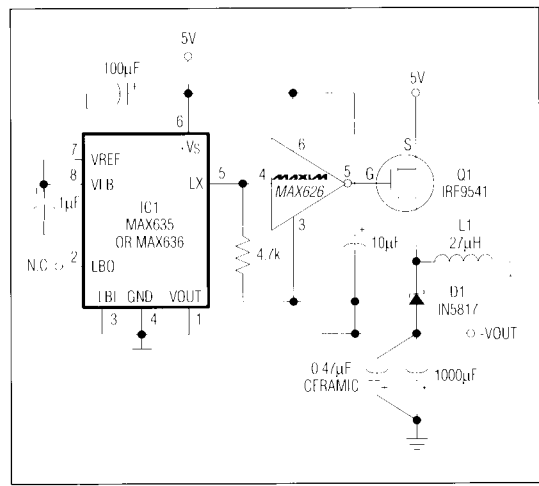 5V
100µF
+
5V
6
+VS
6
7
VREF
S
8
VFB
LX
5
4
MAXIM
MAX626
5
G
Q1
IRF9541
1µF
IC1
MAX635
OR MAX636
3
L1
27µH
4.7k
10µF
N.C
2
LBO
D1
IN5817
LBI
GND
VOUT
3
4
1
-VOUT
0.47µF
CERAMIC
1000µF